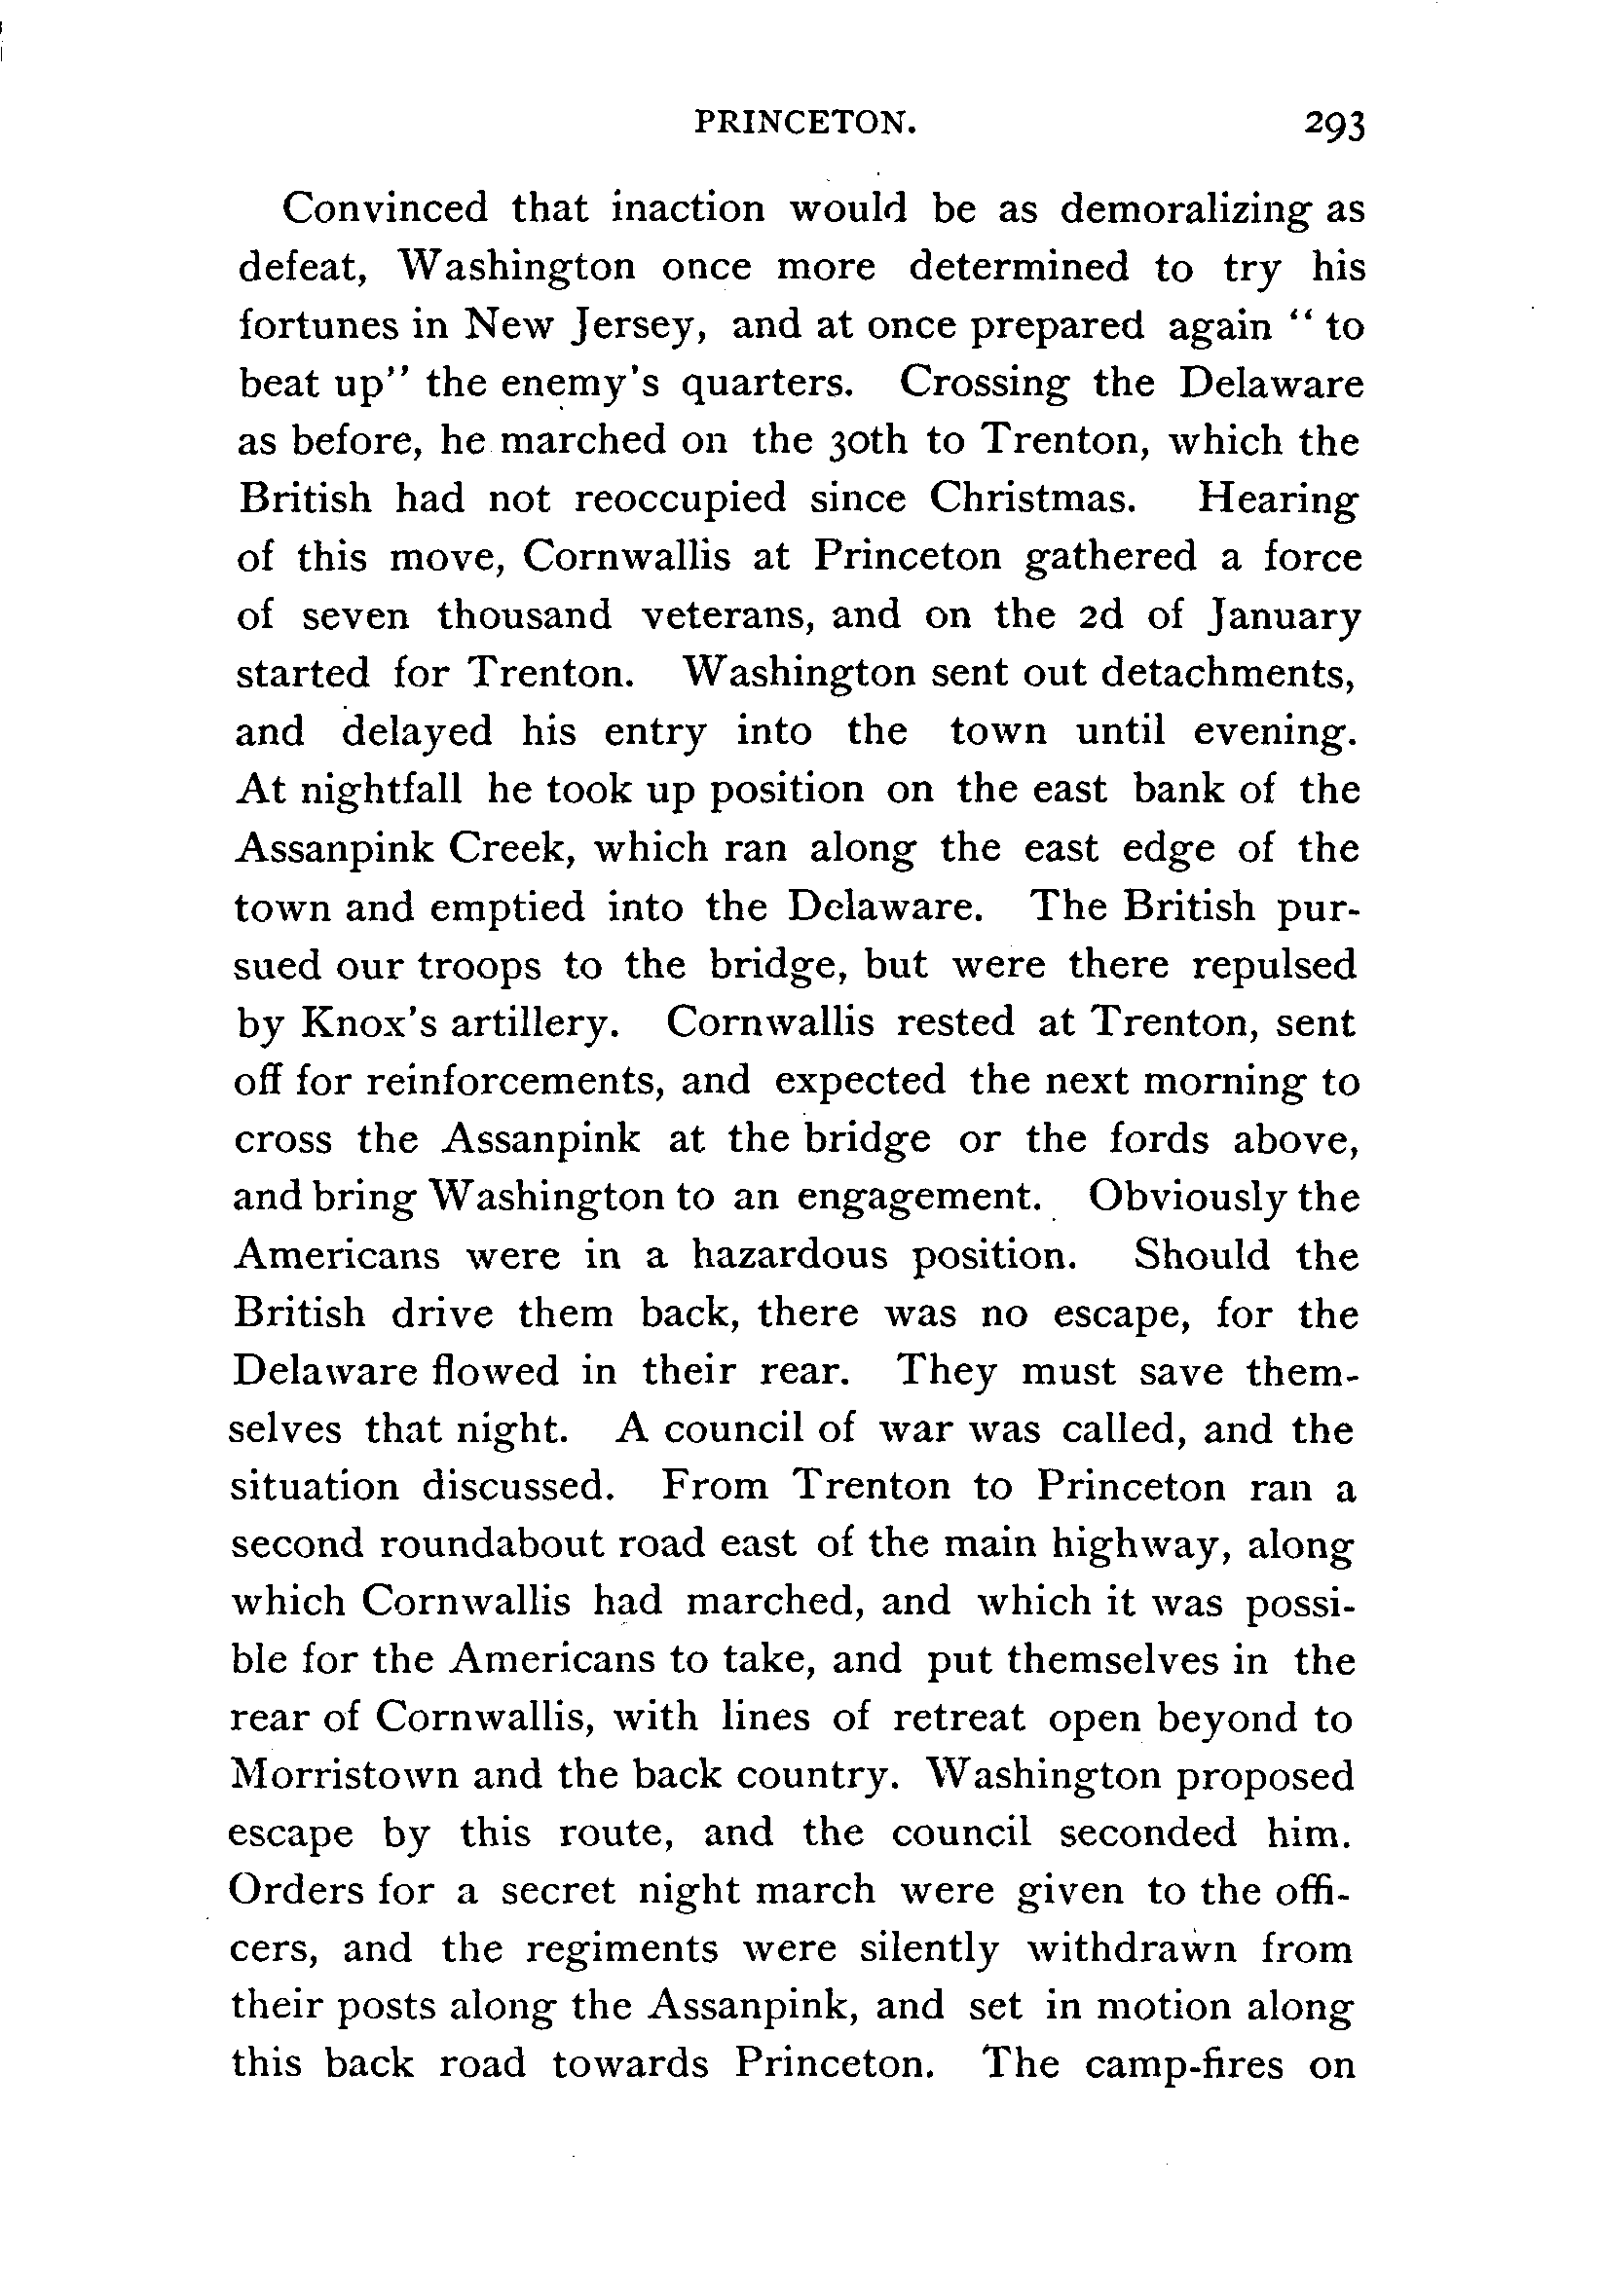 PRINCETON. 293
Convinced that inaction would be as demoralizing as
defeat, Washington once more determined to try his
fortunes in New Jersey, and at once prepared again “ to
beat up” the enemy's quarters. Crossing the Delaware
as before, he marched on the 30th to Trenton, which the
British had not reoccupied since Christmas. Hearing
of this move, Cornwallis at Princeton gathered a force
of seven thousand veterans, and on the 2d of January
started for Trenton. Washington sent out detachments,
and delayed his entry into the town until evening.
At nightfall he took up position on the east bank of the
Assanpink Creek, which ran along the east edge of the
town and emptied into the Delaware. The British pur-
sued our troops to the bridge, but were there repulsed
by Knox's artillery. Cornwallis rested at Trenton, sent
off for reinforcements, and expected the next morning to
cross the Assanpink at the bridge or the fords above,
and bring Washington to an engagement. Obviously the
Americans were in a hazardous position. Should the
British drive them back, there was no escape, for the
Delaware flowed in their rear. They must save them-
selves that night. A council of war was called, and the
situation discussed. From Trenton to Princeton ran a
second roundabout road east of the main highway, along
which Cornwallis had marched, and which it was possi-
ble for the Americans to take, and put themselves in the
rear of Cornwallis, with lines of retreat open beyond to
Morristown and the back country. Washington proposed
escape by this route, and the council seconded him.
Orders for a secret night march were given to the offi-
cers, and the regiments were silently withdrawn from
their posts along the Assanpink, and set in motion along
this back road towards Princeton. The camp-fires on